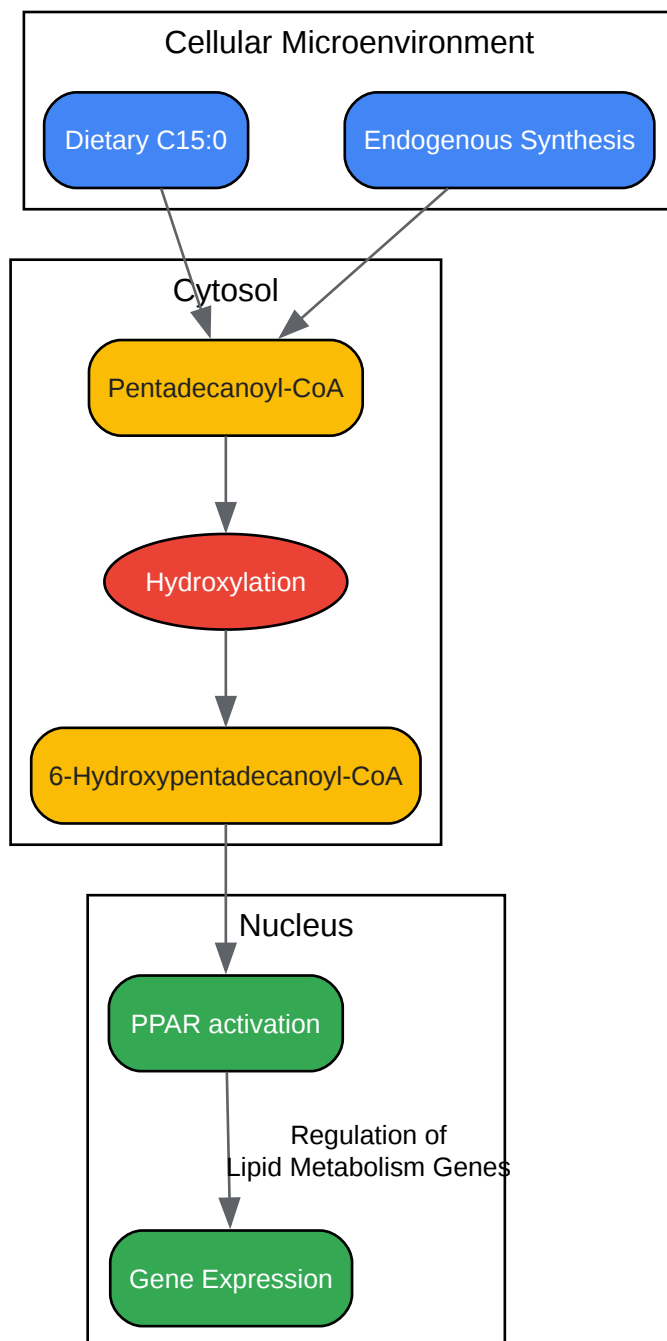 Cellular Microenvironment
Dietary C15:0
Endogenous Synthesis
Cytosol
Pentadecanoyl-CoA
Hydroxylation
6-Hydroxypentadecanoyl-CoA
Nucleus
PPAR activation
Regulation of
Lipid Metabolism Genes
Gene Expression